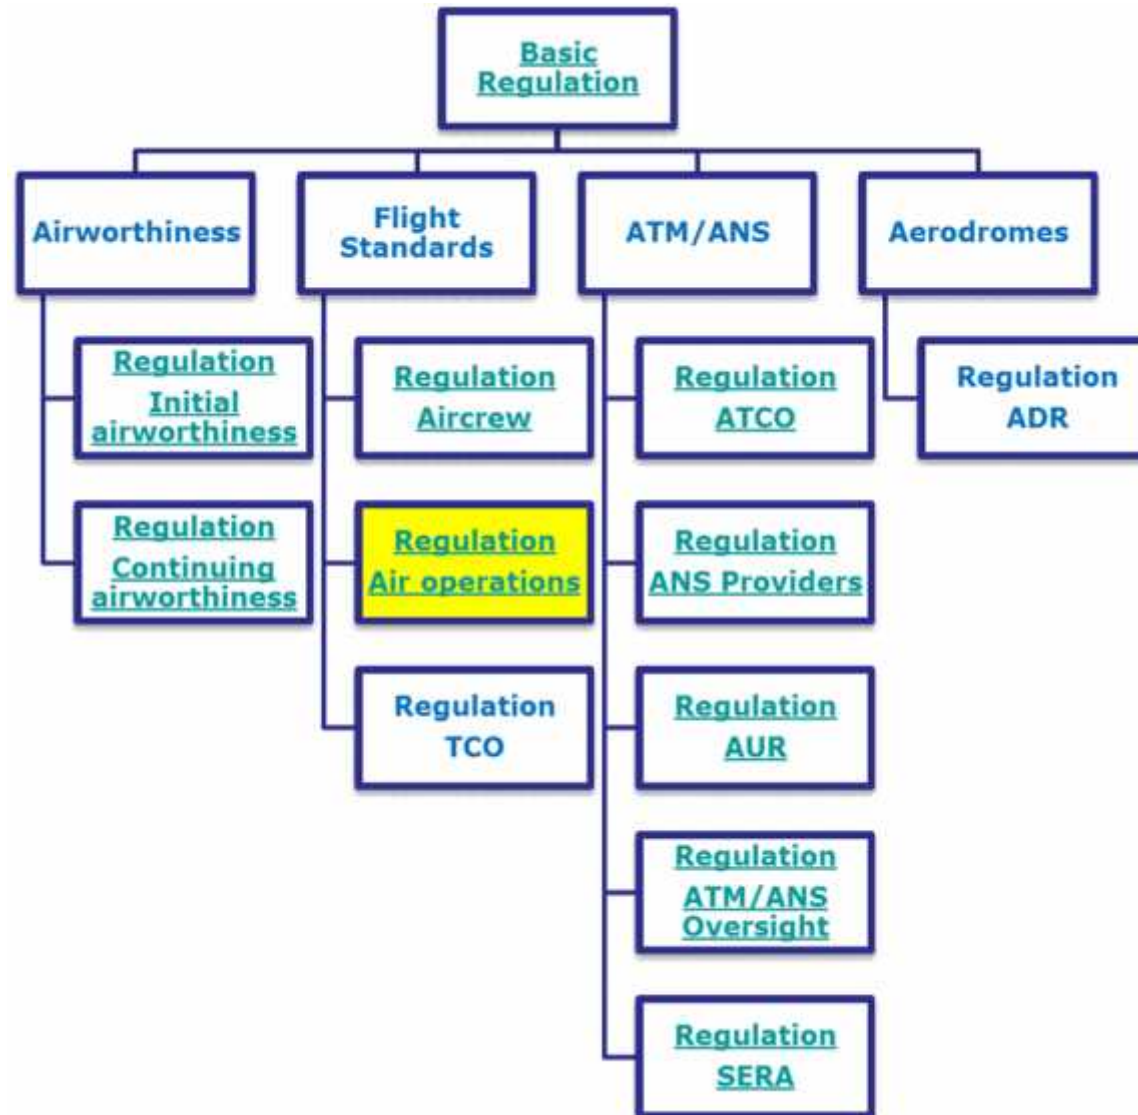 Basic
Regulation
Airworthiness
Flight
Standards
ATM/ANS
Aerodromes
Regulation
Initial
airworthiness
Regulation
Continuing
airworthiness
Regulation
Aircrew
Regulation
Air operations
Regulation
TCO
Regulation
ATCO
Regulation
ANS Providers
Regulation
AUR
Regulation
ATM/ANS
Oversight
Regulation
SERA
Regulation
ADR